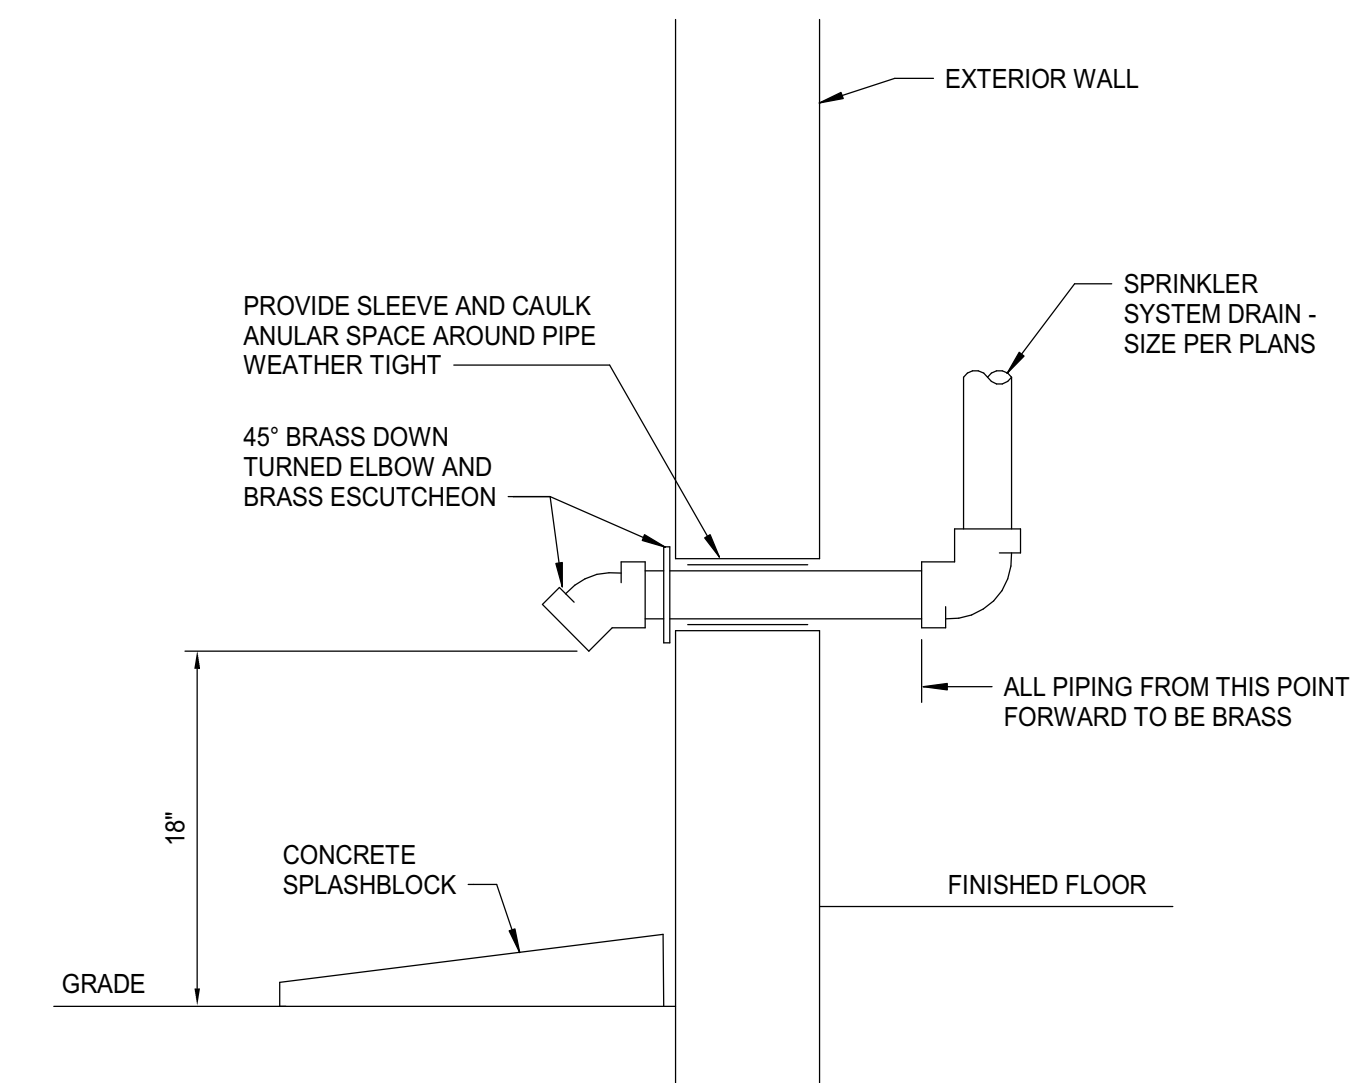 EXTERIOR WALL
SPRINKLER
SYSTEM DRAIN -
SIZE PER PLANS
PROVIDE SLEEVE AND CAULK
ANULAR SPACE AROUND PIPE
WEATHER TIGHT
45° BRASS DOWN
TURNED ELBOW AND
BRASS ESCUTCHEON
ALL PIPING FROM THIS POINT
FORWARD TO BE BRASS
18"
CONCRETE
SPLASHBLOCK
FINISHED FLOOR
GRADE